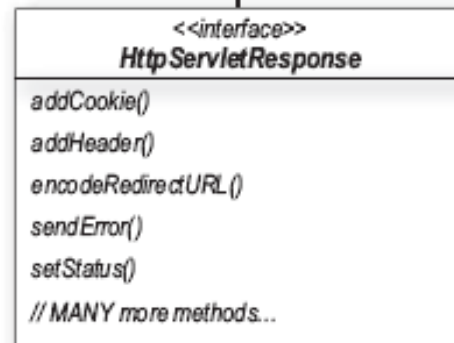 <<interface>>
HttpServletResponse
addCookie()
addHeader()
encodeRedirectURL()
sendError()
setStatus()
// MANY more methods...